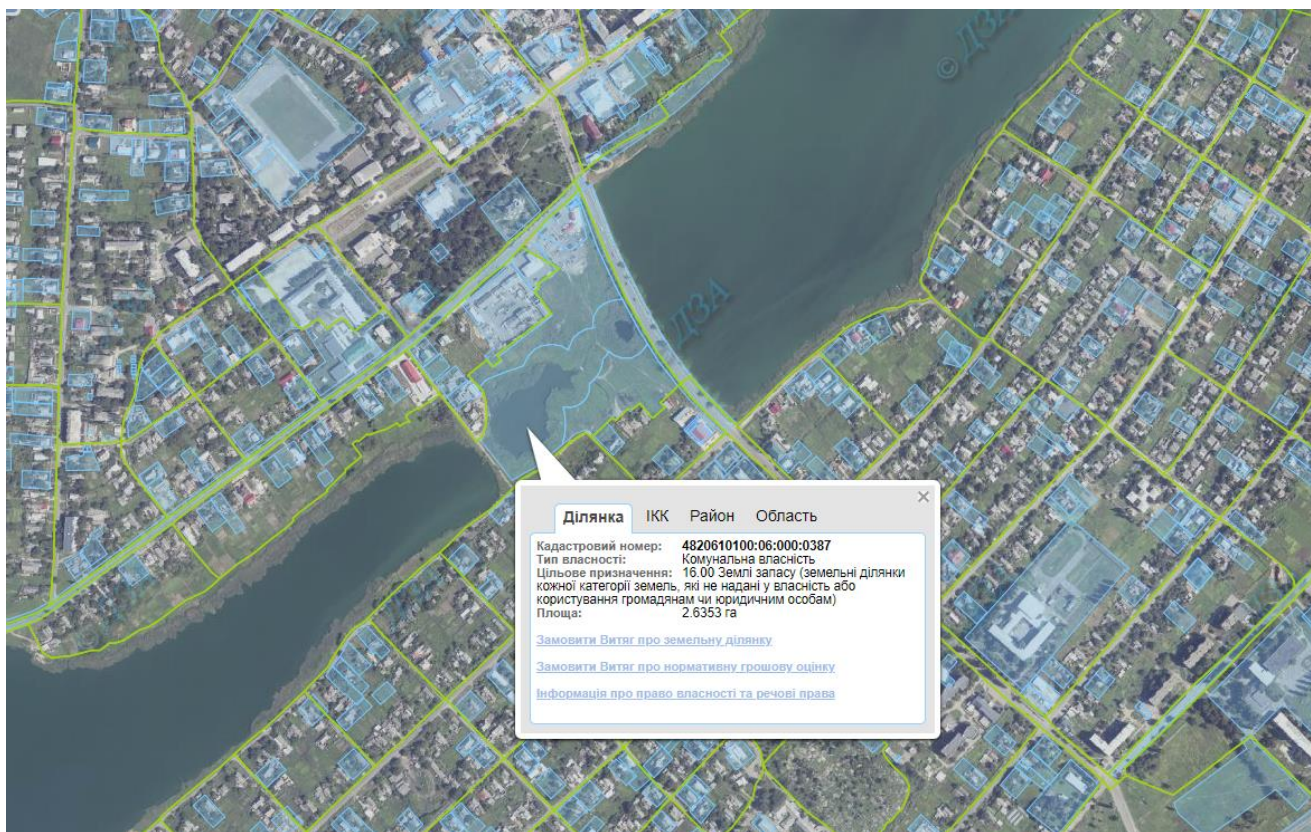 © ДЗА
ДЗА
Ділянка ІКК Район Область
Кадастровий номер: 4820610100:06:000:0387
Тип власності: Комунальна власність
Цільове призначення: 16.00 Землі запасу (земельні ділянки
кожної категорії земель, які не надані у власність або
користування громадянам чи юридичним особам)
Площа: 2.6353 га
Замовити Витяг про земельну ділянку
Замовити Витяг про нормативну грошову оцінку
Інформація про право власності та речові права